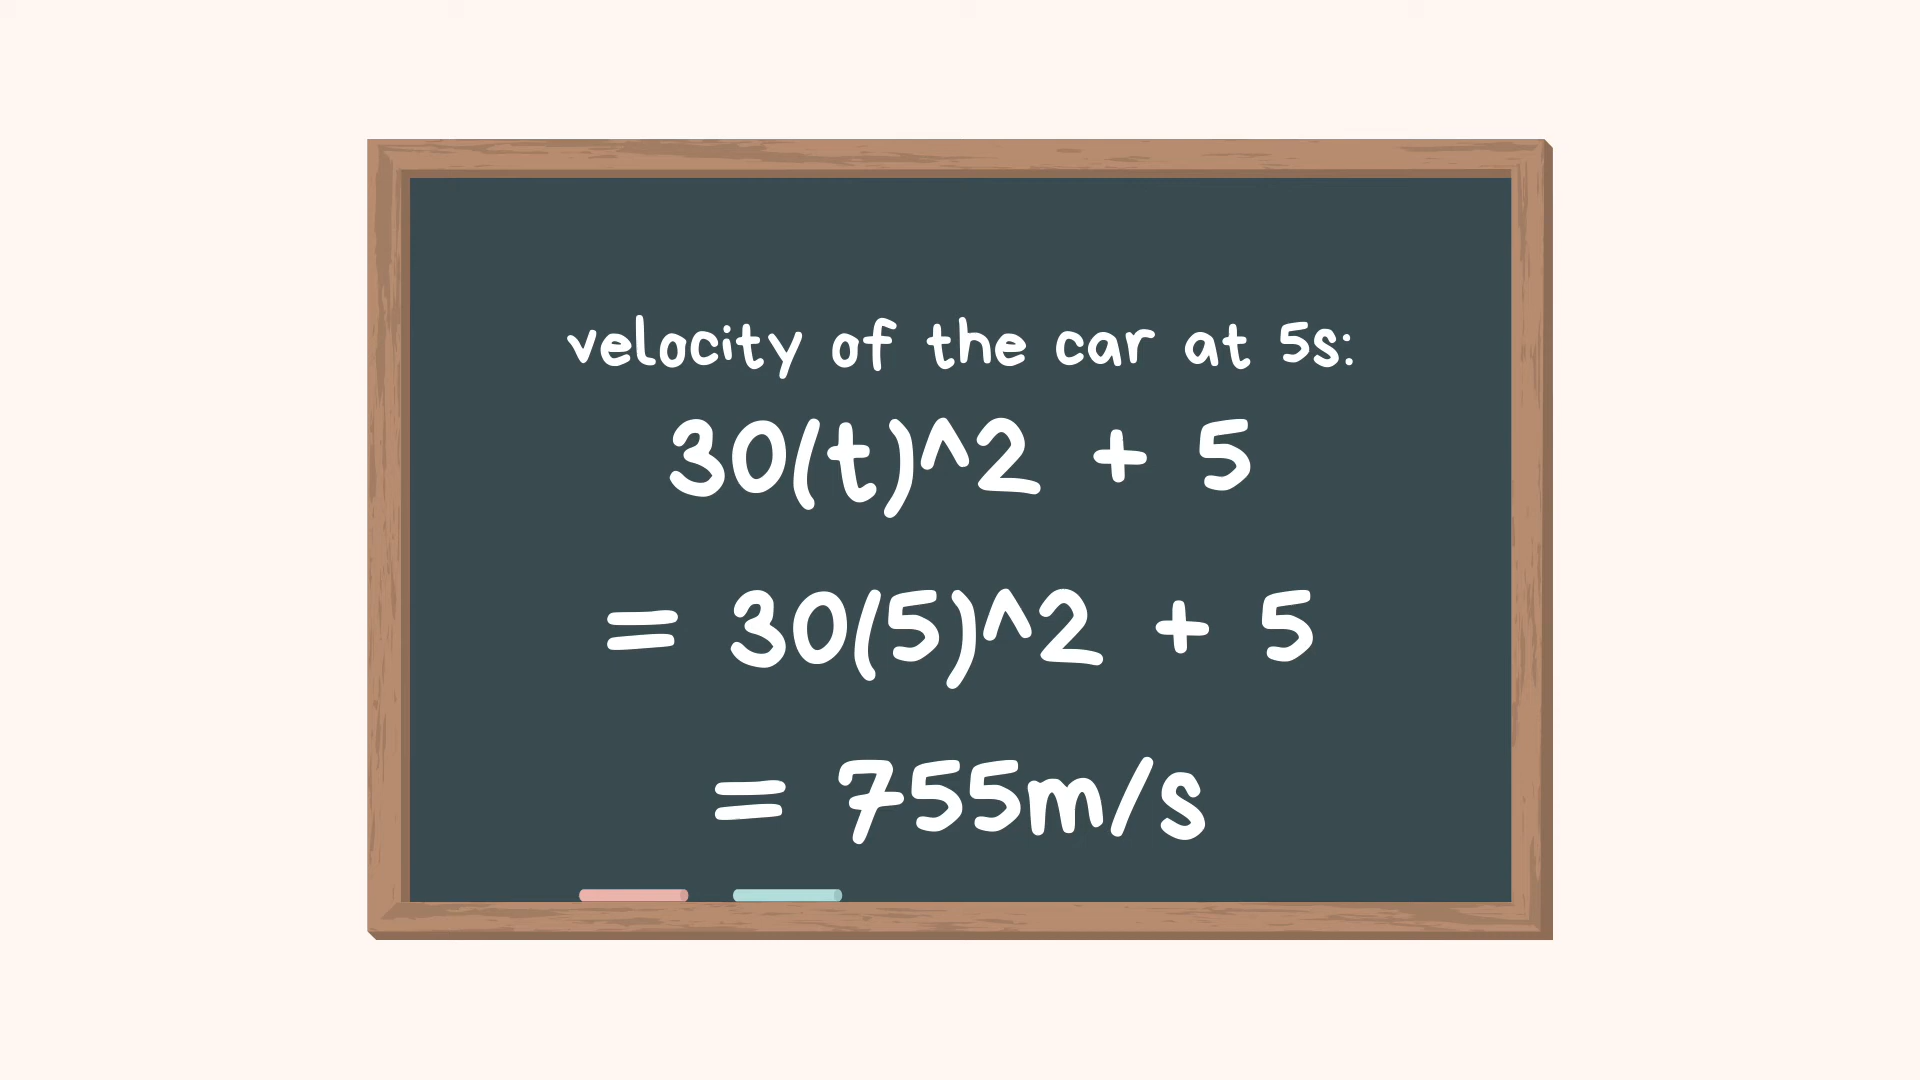 velocity of the car at 5s:
30(t)^2 + 5
= 30(5)^2 + 5
= 755m/s